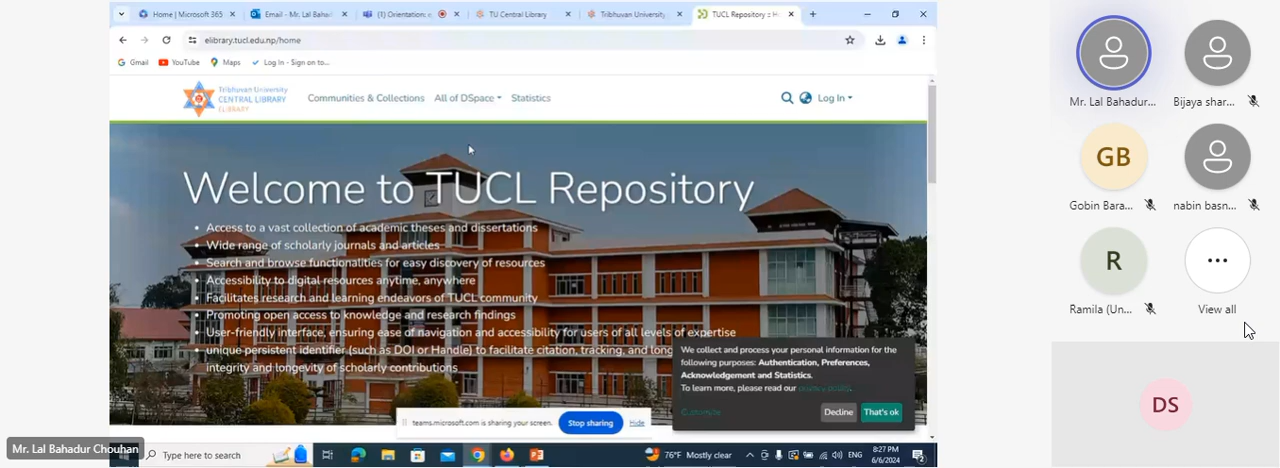 Home | Microsoft 365
Email - Mr. Lal Bahad
(1) Orientation: e
TU Central Library
Tribhuvan University
TUCL Repository :: H
elibrary.tucl.edu.np/home
Gmail
YouTube
Maps
Log In - Sign on to...
Tribhuvan University
CENTRAL LIBRARY
ELIBRARY
Communities & Collections
All of DSpace
Statistics
Log In
Welcome to TUCL Repository
• Access to a vast collection of academic theses and dissertations
• Wide range of scholarly journals and articles
• Search and browse functionalities for easy discovery of resources
• Accessibility to digital resources anytime, anywhere
• Facilitates research and learning endeavors of TUCL community
• Promoting open access to knowledge and research findings
• User-friendly interface, ensuring ease of navigation and accessibility for users of all levels of expertise
• unique persistent identifier (such as DOI or Handle) to facilitate citation, tracking, and long
integrity and longevity of scholarly contributions
We collect and process your personal information for the
following purposes: Authentication, Preferences,
Acknowledgement and Statistics.
To learn more, please read our privacy policy.
Customize
Decline
That's ok
teams.microsoft.com is sharing your screen.
Stop sharing
Hide
Mr. Lal Bahadur Chouhan
Type here to search
76°F Mostly clear
ENG
8:27 PM
6/6/2024
2
Mr. Lal Bahadur...
Bijaya shar...
GB
Gobin Bara...
nabin basn...
R
Ramila (Un...
View all
DS